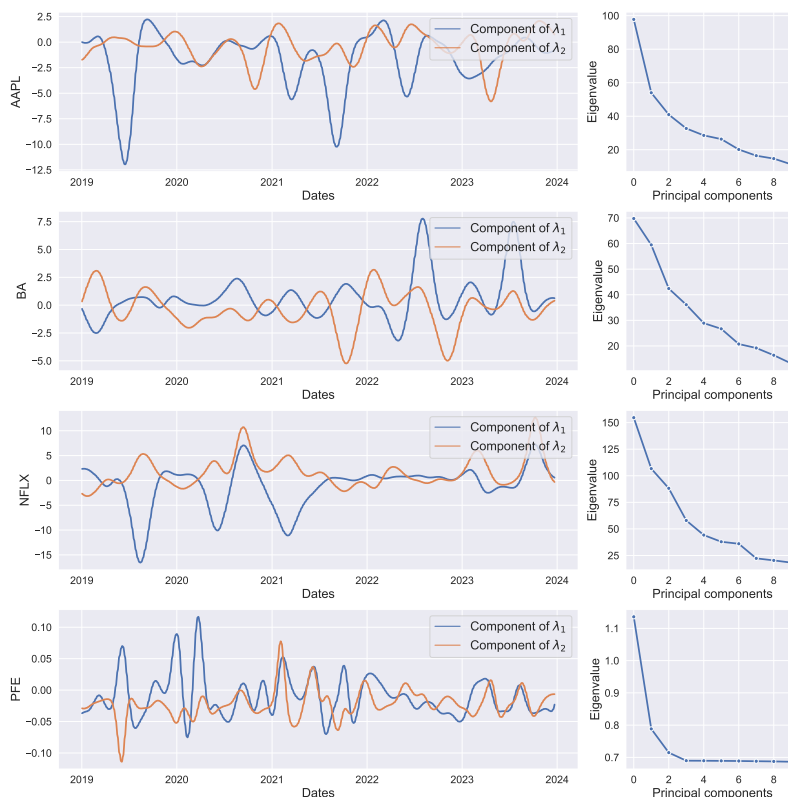 2.5
0.0
−2.5
−5.0
−7.5
−10.0
−12.5
AAPL
Component of λ₁
Component of λ₂
2019 2020 2021 2022 2023 2024
Dates
100
80
60
40
20
Eigenvalue
0 2 4 6 8
Principal components
7.5
5.0
2.5
0.0
−2.5
−5.0
BA
Component of λ₁
Component of λ₂
2019 2020 2021 2022 2023 2024
Dates
70
60
50
40
30
20
Eigenvalue
0 2 4 6 8
Principal components
10
5
0
−5
−10
−15
NFLX
Component of λ₁
Component of λ₂
2019 2020 2021 2022 2023 2024
Dates
150
125
100
75
50
25
Eigenvalue
0 2 4 6 8
Principal components
0.10
0.05
0.00
−0.05
−0.10
PFE
Component of λ₁
Component of λ₂
2019 2020 2021 2022 2023 2024
Dates
1.1
1.0
0.9
0.8
0.7
Eigenvalue
0 2 4 6 8
Principal components